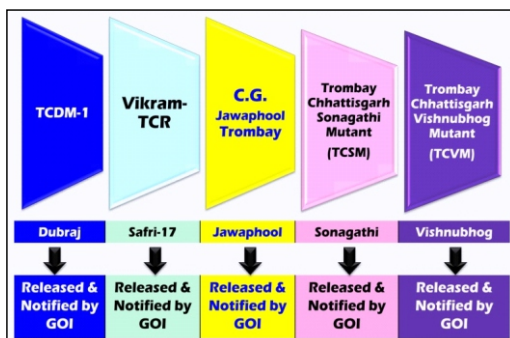 TCDM-1
Vikram-
TCR
C.G.
Jawaphool
Trombay
Trombay
Chhattisgarh
Sonagathi
Mutant
(TCSM)
Trombay
Chhattisgarh
Vishnubhog
Mutant
(TCVM)
Dubraj
Safri-17
Jawaphool
Sonagathi
Vishnubhog
Released &
Notified by
GOI
Released &
Notified by
GOI
Released &
Notified by
GOI
Released &
Notified by
GOI
Released &
Notified by
GOI